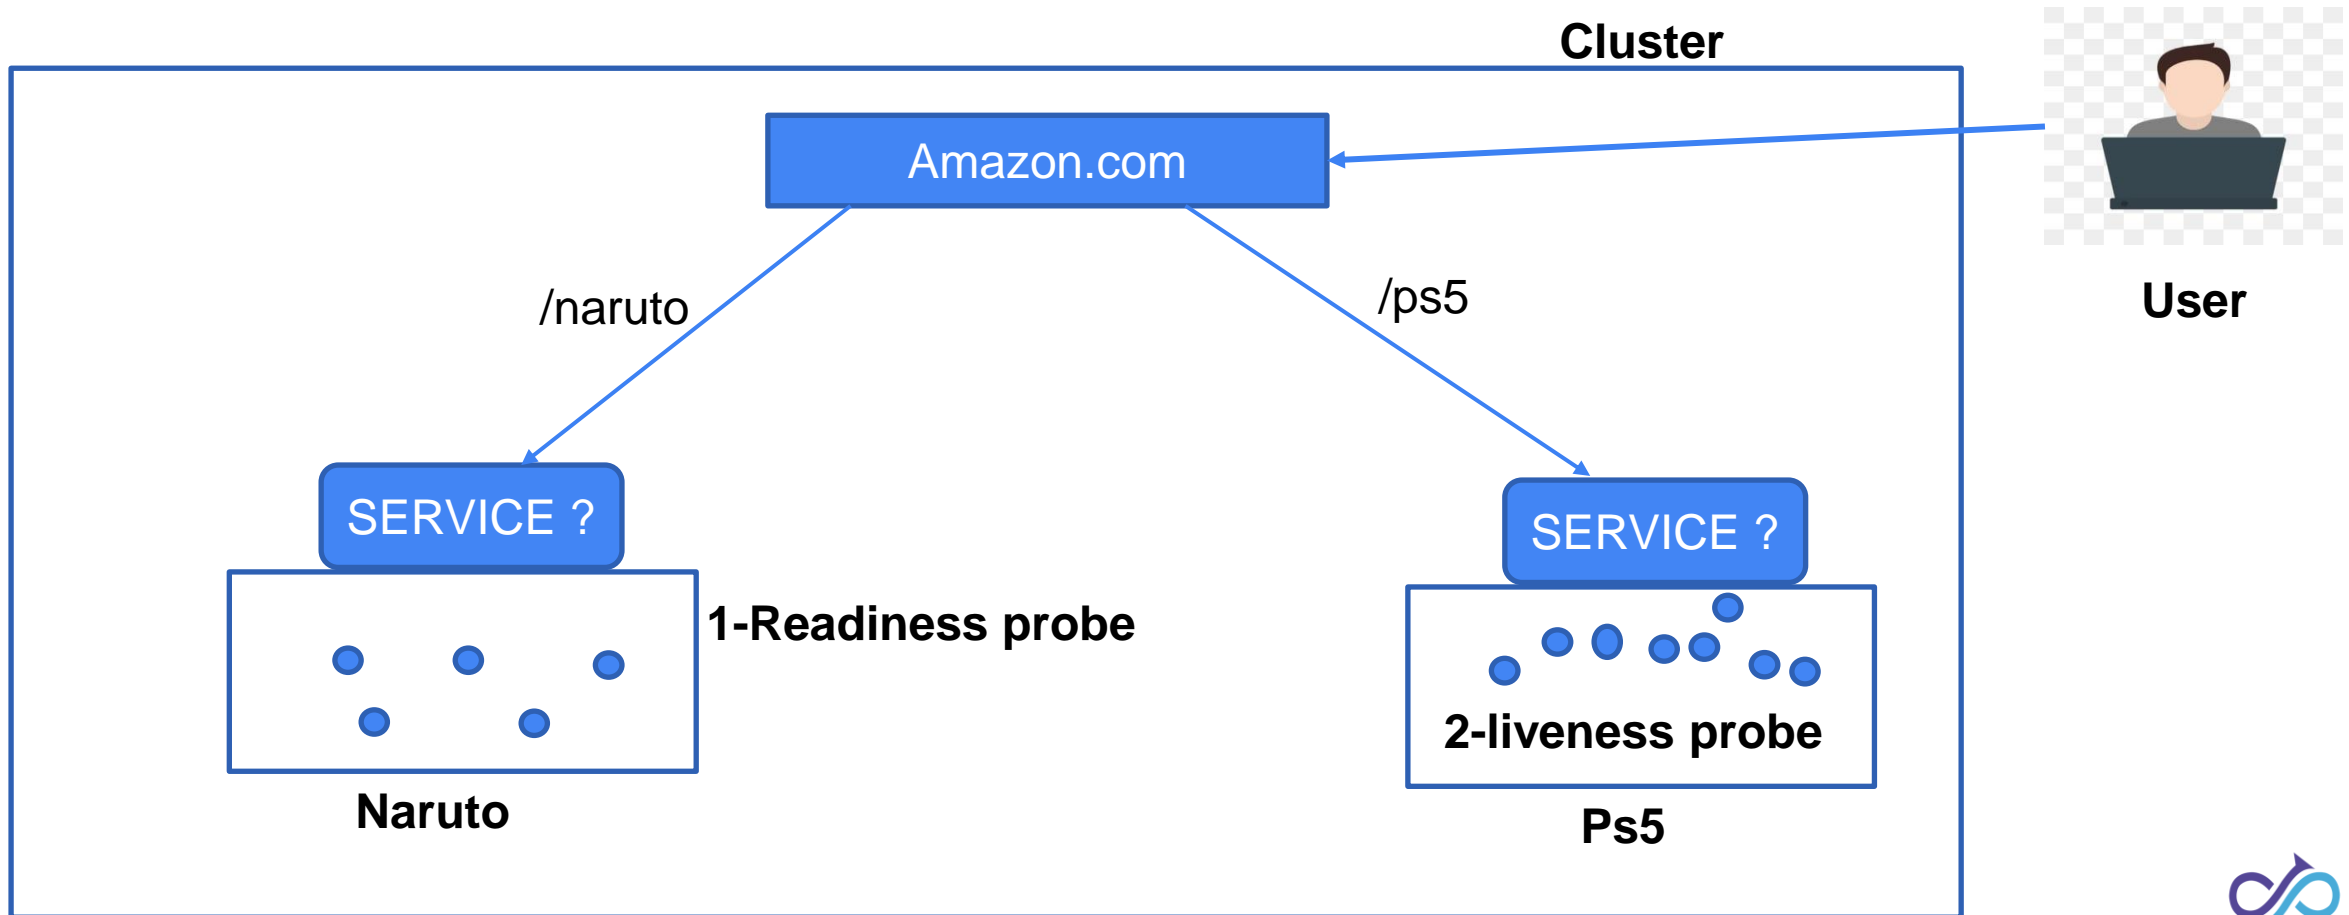 Cluster
Amazon.com
/naruto
/ps5
User
SERVICE ?
SERVICE ?
1-Readiness probe
2-liveness probe
Naruto
Ps5